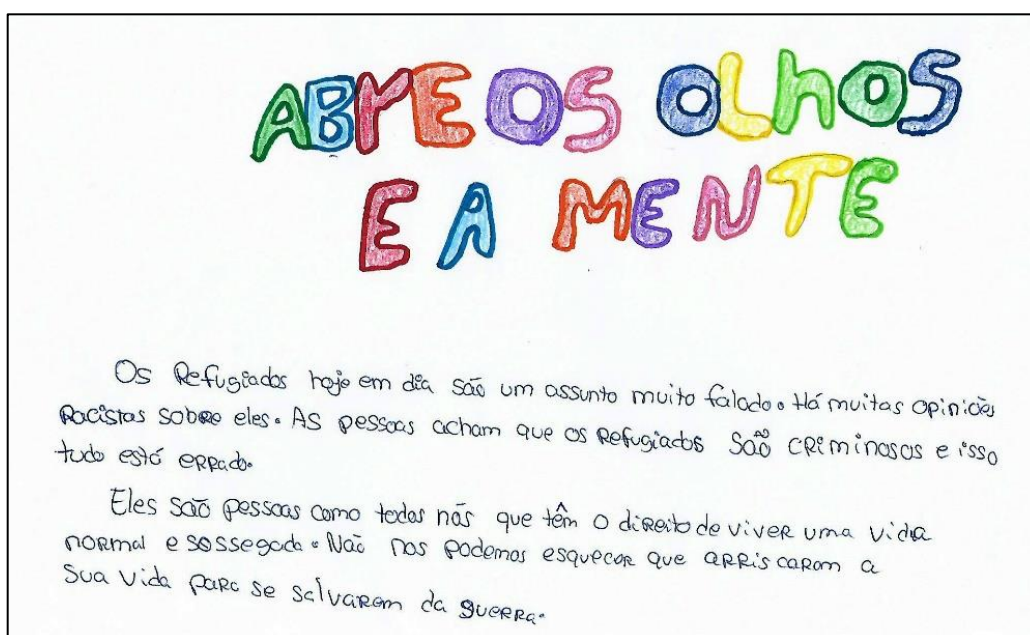 ABrE OS OLhOS
E A MENTE
Os Refugiados hoje em dia são um assunto muito falado. Há muitas opiniões
Racistas sobre eles. As pessoas acham que os Refugiados são criminosos e isso
tudo está errado.
Eles são pessoas como todos nós que têm o direito de viver uma vida
normal e sossegada. Não nos podemos esquecer que arriscaram a
sua vida para se salvarem da guerra.